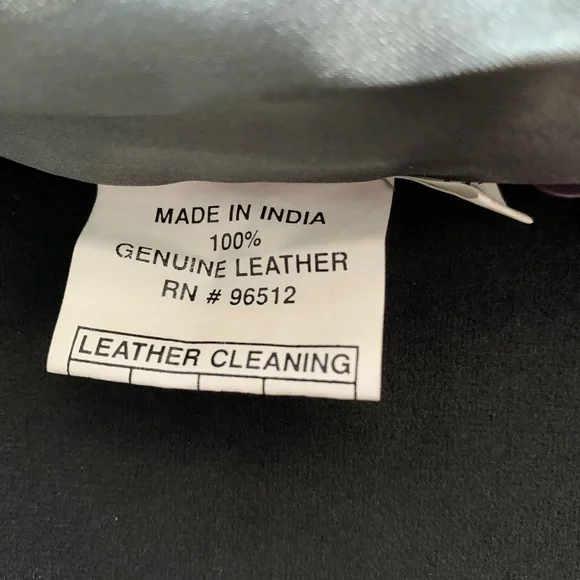 MADE IN INDIA
100%
GENUINE LEATHER
RN # 96512
LEATHER CLEANING